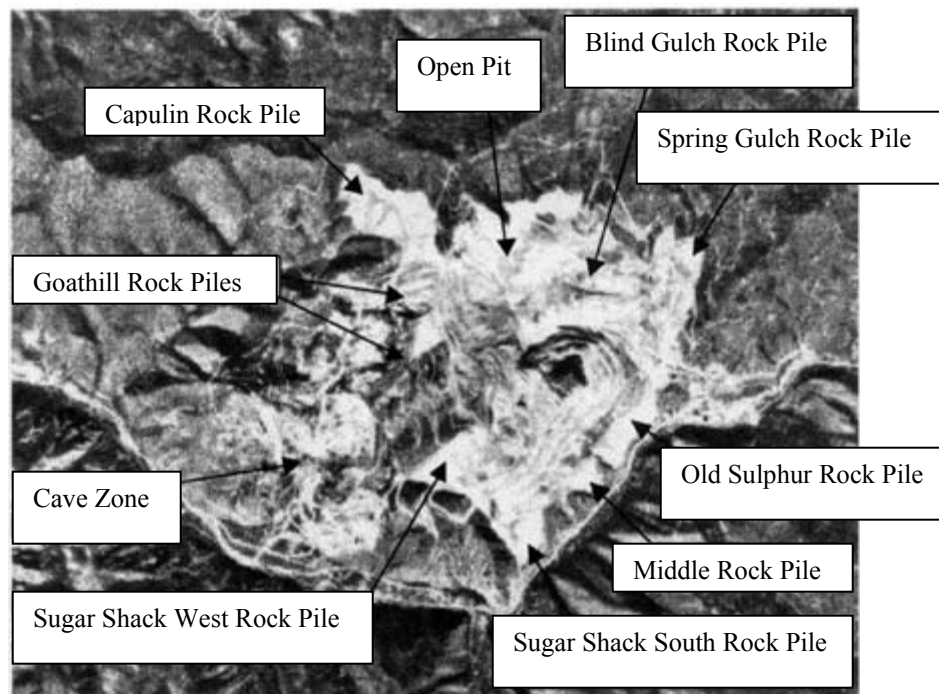 Blind Gulch Rock Pile
Open Pit
Capulin Rock Pile
Spring Gulch Rock Pile
Goathill Rock Piles
Old Sulphur Rock Pile
Cave Zone
Middle Rock Pile
Sugar Shack West Rock Pile
Sugar Shack South Rock Pile